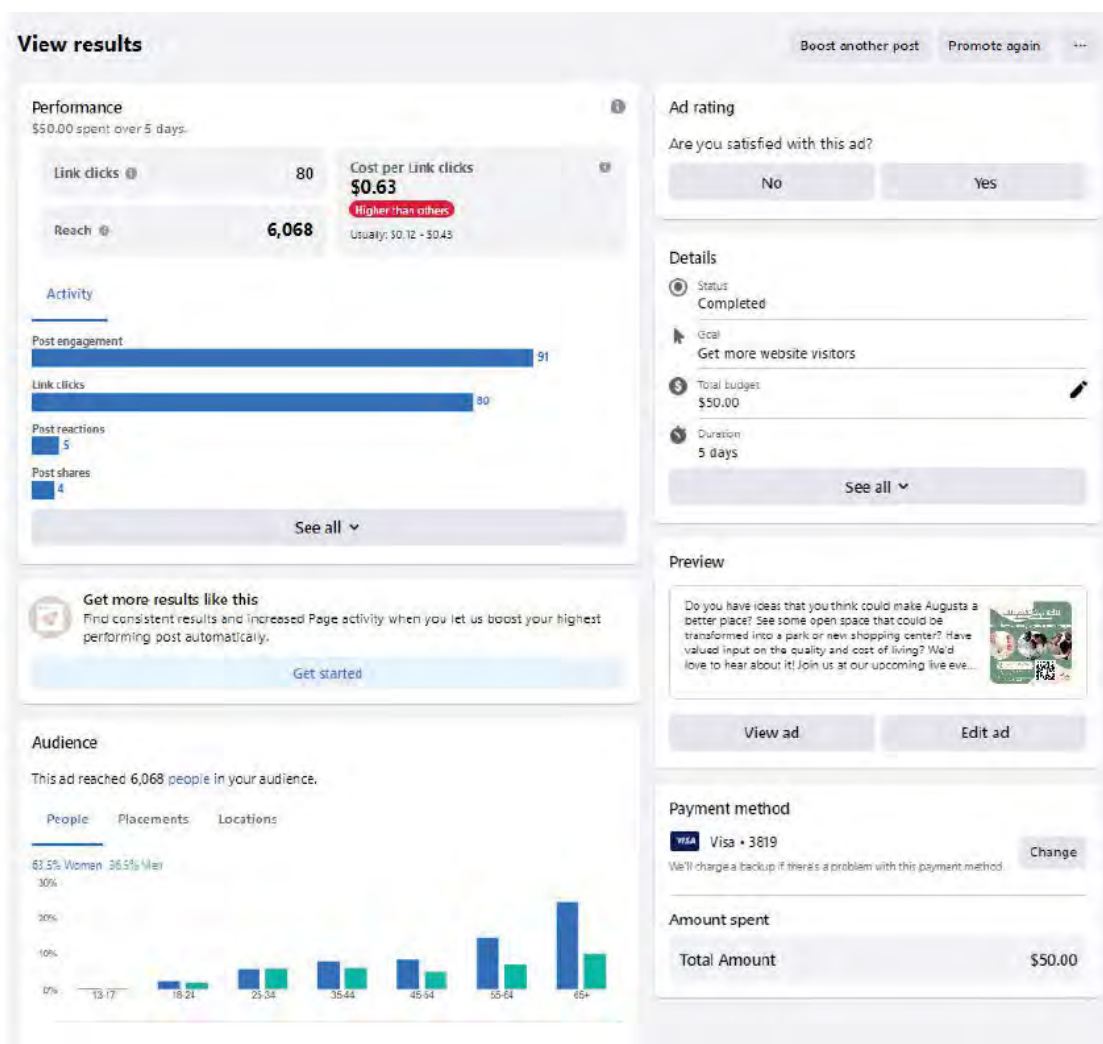 View results
Boost another post
Promote again
...
Performance
$50.00 spent over 5 days.
Link clicks
80
Reach
6,068
Cost per Link clicks
$0.63
Higher than others
Usually: $0.12 - $0.43
Activity
Post engagement
91
Link clicks
80
Post reactions
5
Post shares
4
See all
Get more results like this
Find consistent results and increased Page activity when you let us boost your highest
performing post automatically.
Get started
Audience
This ad reached 6,068 people in your audience.
People
Placements
Locations
63.5% Women 36.5% Men
30%
20%
10%
0%
13-17
18-24
25-34
35-44
45-54
55-64
65+
Ad rating
Are you satisfied with this ad?
No
Yes
Details
Status
Completed
Goal
Get more website visitors
Total budget
$50.00
Duration
5 days
See all
Preview
Do you have ideas that you think could make Augusta a
better place? See some open space that could be
transformed into a park or new shopping center? Have
valued input on the quality and cost of living? We'd
love to hear about it! Join us at our upcoming live eve...
View ad
Edit ad
Payment method
VISA
Visa • 3819
Change
We'll charge a backup if there's a problem with this payment method.
Amount spent
Total Amount
$50.00